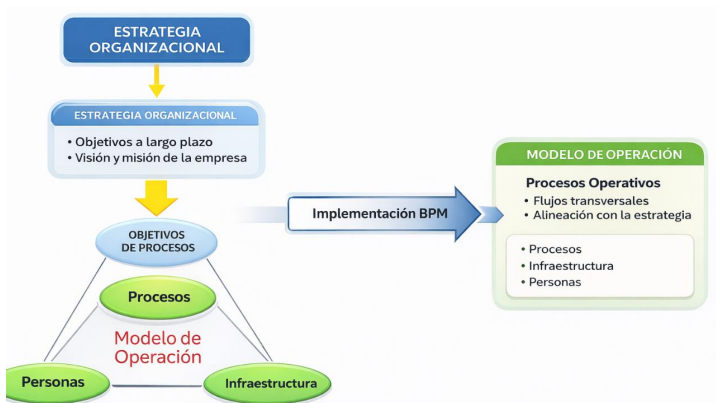 ESTRATEGIA
ORGANIZACIONAL
ESTRATEGIA ORGANIZACIONAL
• Objetivos a largo plazo
• Visión y misión de la empresa
OBJETIVOS
DE PROCESOS
Procesos
Modelo de
Operación
Personas
Infraestructura
Implementación BPM
MODELO DE OPERACIÓN
Procesos Operativos
• Flujos transversales
• Alineación con la estrategia
• Procesos
• Infraestructura
• Personas